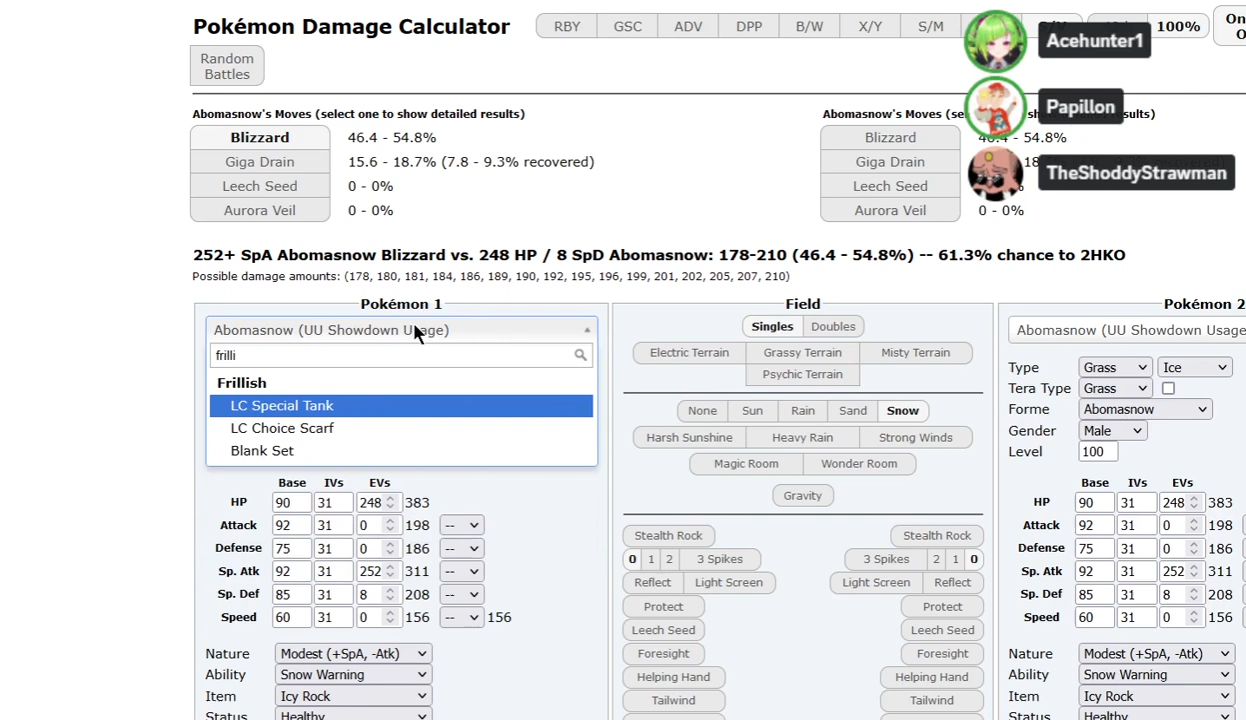 Pokémon Damage Calculator
RBY GSC ADV DPP B/W X/Y S/M 100%
Random
Battles
Acehunter1
Papillon
TheShoddyStrawman
Abomasnow's Moves (select one to show detailed results)
Blizzard 46.4 - 54.8%
Giga Drain 15.6 - 18.7% (7.8 - 9.3% recovered)
Leech Seed 0 - 0%
Aurora Veil 0 - 0%
Abomasnow's Moves (se
Blizzard - 54.8%
Giga Drain
Leech Seed
Aurora Veil 0 - 0%
252+ SpA Abomasnow Blizzard vs. 248 HP / 8 SpD Abomasnow: 178-210 (46.4 - 54.8%) -- 61.3% chance to 2HKO
Possible damage amounts: (178, 180, 181, 184, 186, 189, 190, 192, 195, 196, 199, 201, 202, 205, 207, 210)
Pokémon 1
Abomasnow (UU Showdown Usage)
frilli
Frillish
LC Special Tank
LC Choice Scarf
Blank Set
Base IVs EVs
HP 90 31 248 383
Attack 92 31 0 198 --
Defense 75 31 0 186 --
Sp. Atk 92 31 252 311 --
Sp. Def 85 31 8 208 --
Speed 60 31 0 156 -- 156
Nature Modest (+SpA, -Atk)
Ability Snow Warning
Item Icy Rock
Status Healthy
Field
Singles Doubles
Electric Terrain Grassy Terrain Misty Terrain
Psychic Terrain
None Sun Rain Sand Snow
Harsh Sunshine Heavy Rain Strong Winds
Magic Room Wonder Room
Gravity
Stealth Rock Stealth Rock
0 1 2 3 Spikes 3 Spikes 2 1 0
Reflect Light Screen Light Screen Reflect
Protect Protect
Leech Seed Leech Seed
Foresight Foresight
Helping Hand Helping Hand
Tailwind Tailwind
Pokémon 2
Abomasnow (UU Showdown Usage
Type Grass Ice
Tera Type Grass
Forme Abomasnow
Gender Male
Level 100
Base IVs EVs
HP 90 31 248 383
Attack 92 31 0 198
Defense 75 31 0 186
Sp. Atk 92 31 252 311
Sp. Def 85 31 8 208
Speed 60 31 0 156
Nature Modest (+SpA, -Atk)
Ability Snow Warning
Item Icy Rock
Status Healthy